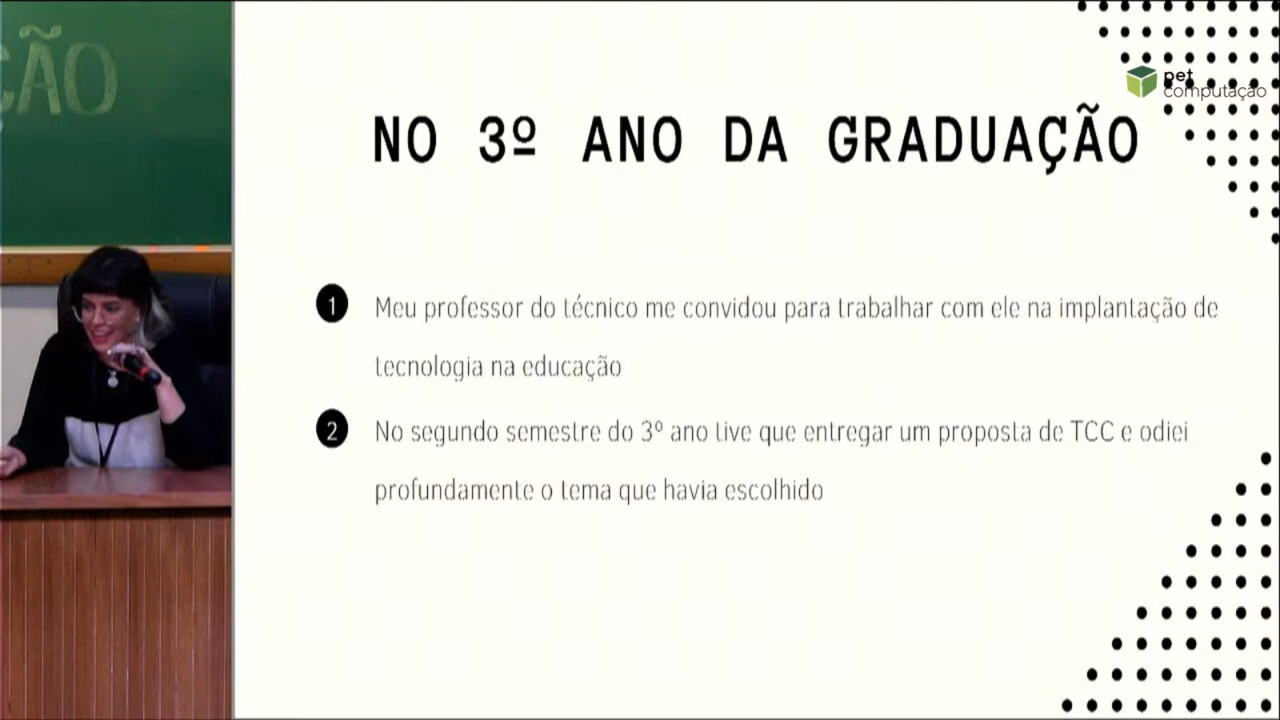 ÇÃO
pet
computação
NO 3º ANO DA GRADUAÇÃO
1 Meu professor do técnico me convidou para trabalhar com ele na implantação de
tecnologia na educação
2 No segundo semestre do 3º ano tive que entregar um proposta de TCC e odiei
profundamente o tema que havia escolhido